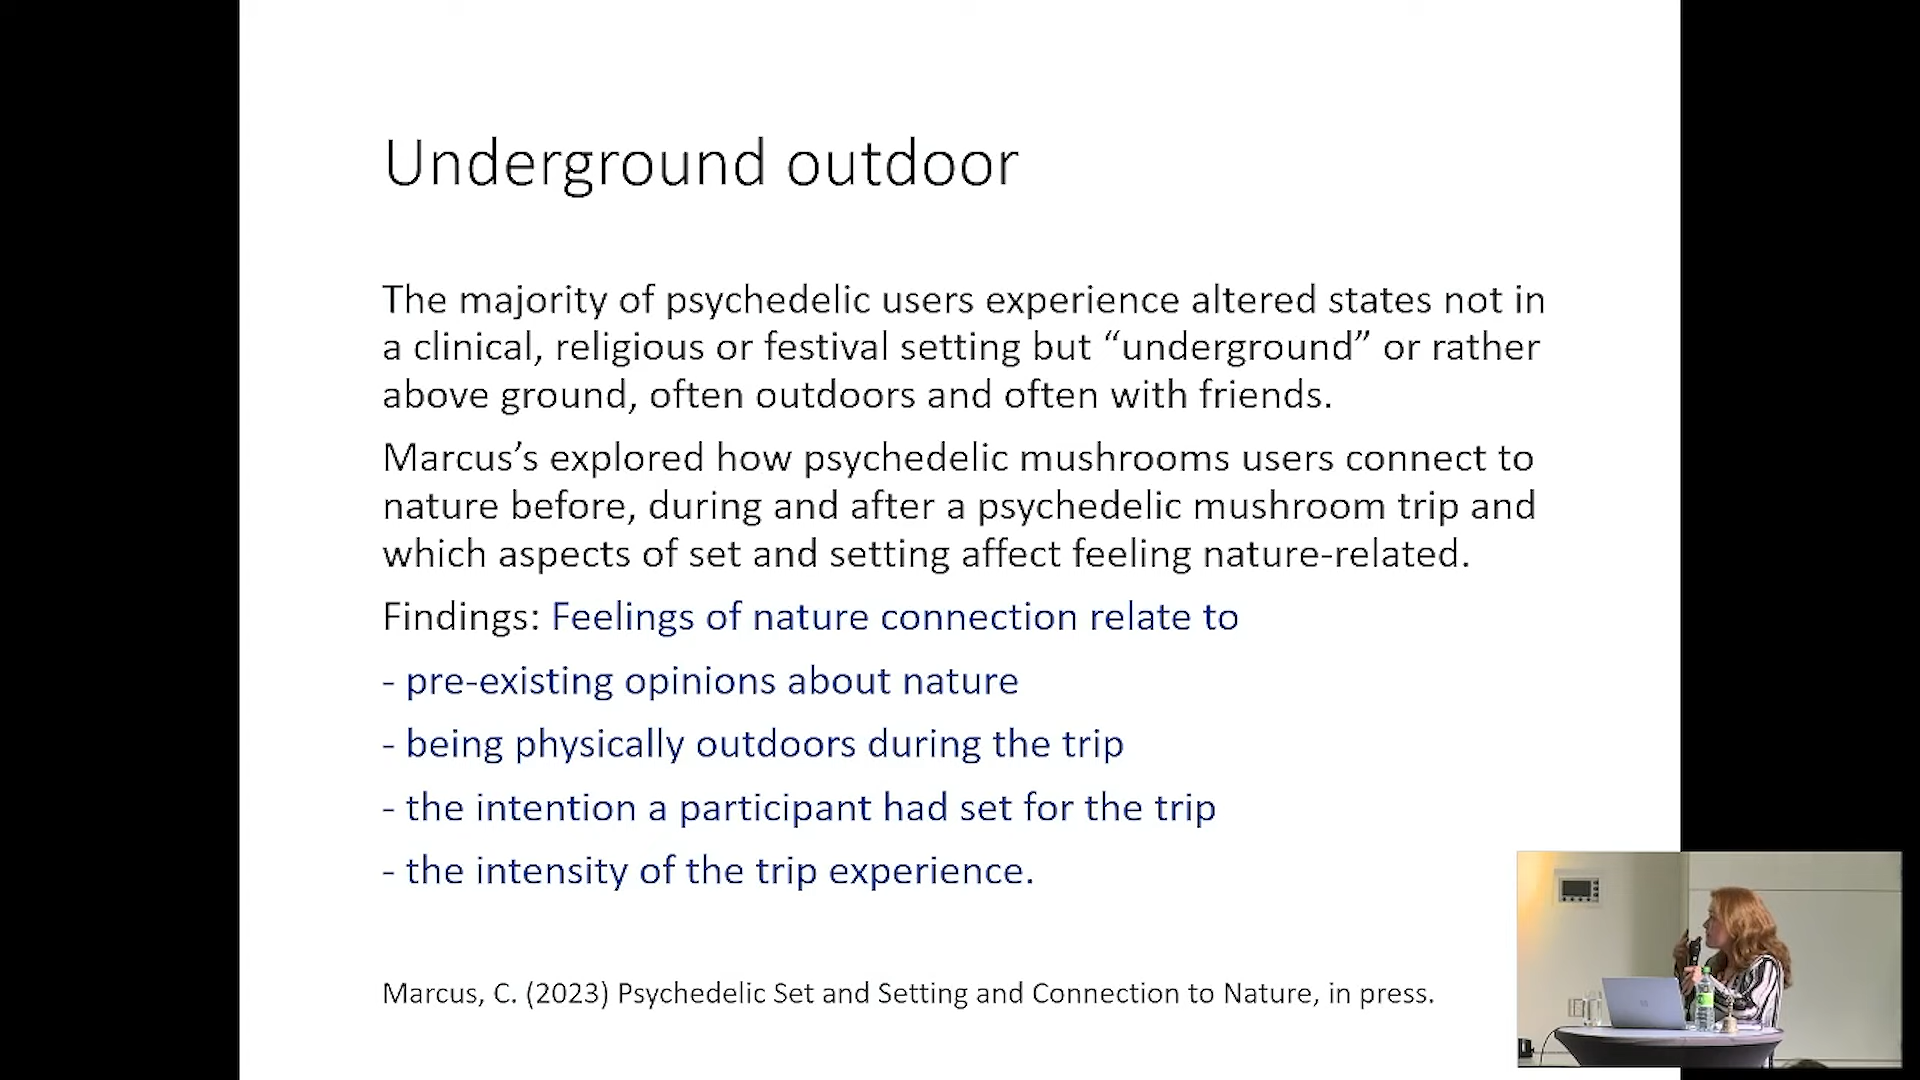 Underground outdoor
The majority of psychedelic users experience altered states not in
a clinical, religious or festival setting but “underground” or rather
above ground, often outdoors and often with friends.
Marcus’s explored how psychedelic mushrooms users connect to
nature before, during and after a psychedelic mushroom trip and
which aspects of set and setting affect feeling nature-related.
Findings: Feelings of nature connection relate to
- pre-existing opinions about nature
- being physically outdoors during the trip
- the intention a participant had set for the trip
- the intensity of the trip experience.
Marcus, C. (2023) Psychedelic Set and Setting and Connection to Nature, in press.